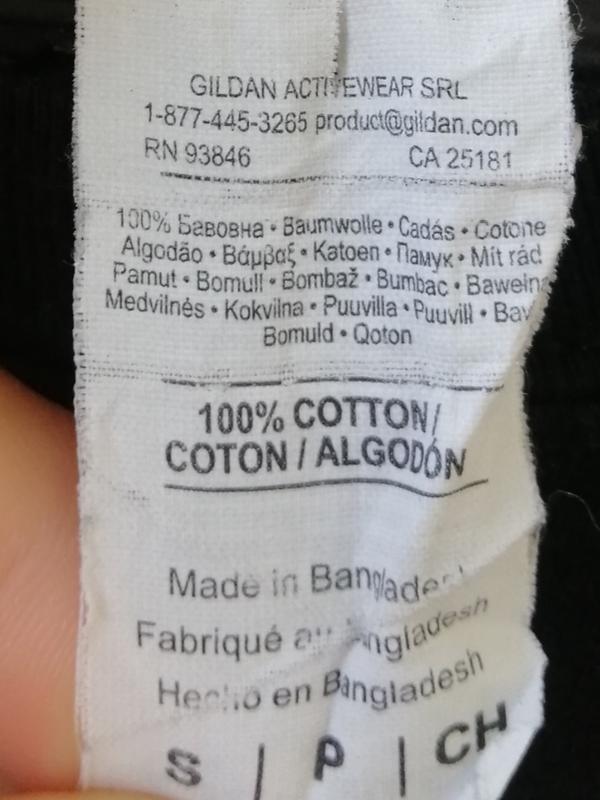 GILDAN ACTIVEWEAR SRL
1-877-445-3265 product@gildan.com
RN 93846 CA 25181
100% Бавовна • Baumwolle • Cadás • Cotone
Algodão • Βάμβαξ • Katoen • Памук • Mít rád
Pamut • Bomull • Bombaž • Bumbac • Bawełna
Medvilnės • Kokvilna • Puuvilla • Puuvill • Bav
Bomuld • Qoton
100% COTTON/
COTON / ALGODÓN
Made in Bangladesh
Fabriqué au Bangladesh
Hecho en Bangladesh
S | P | CH